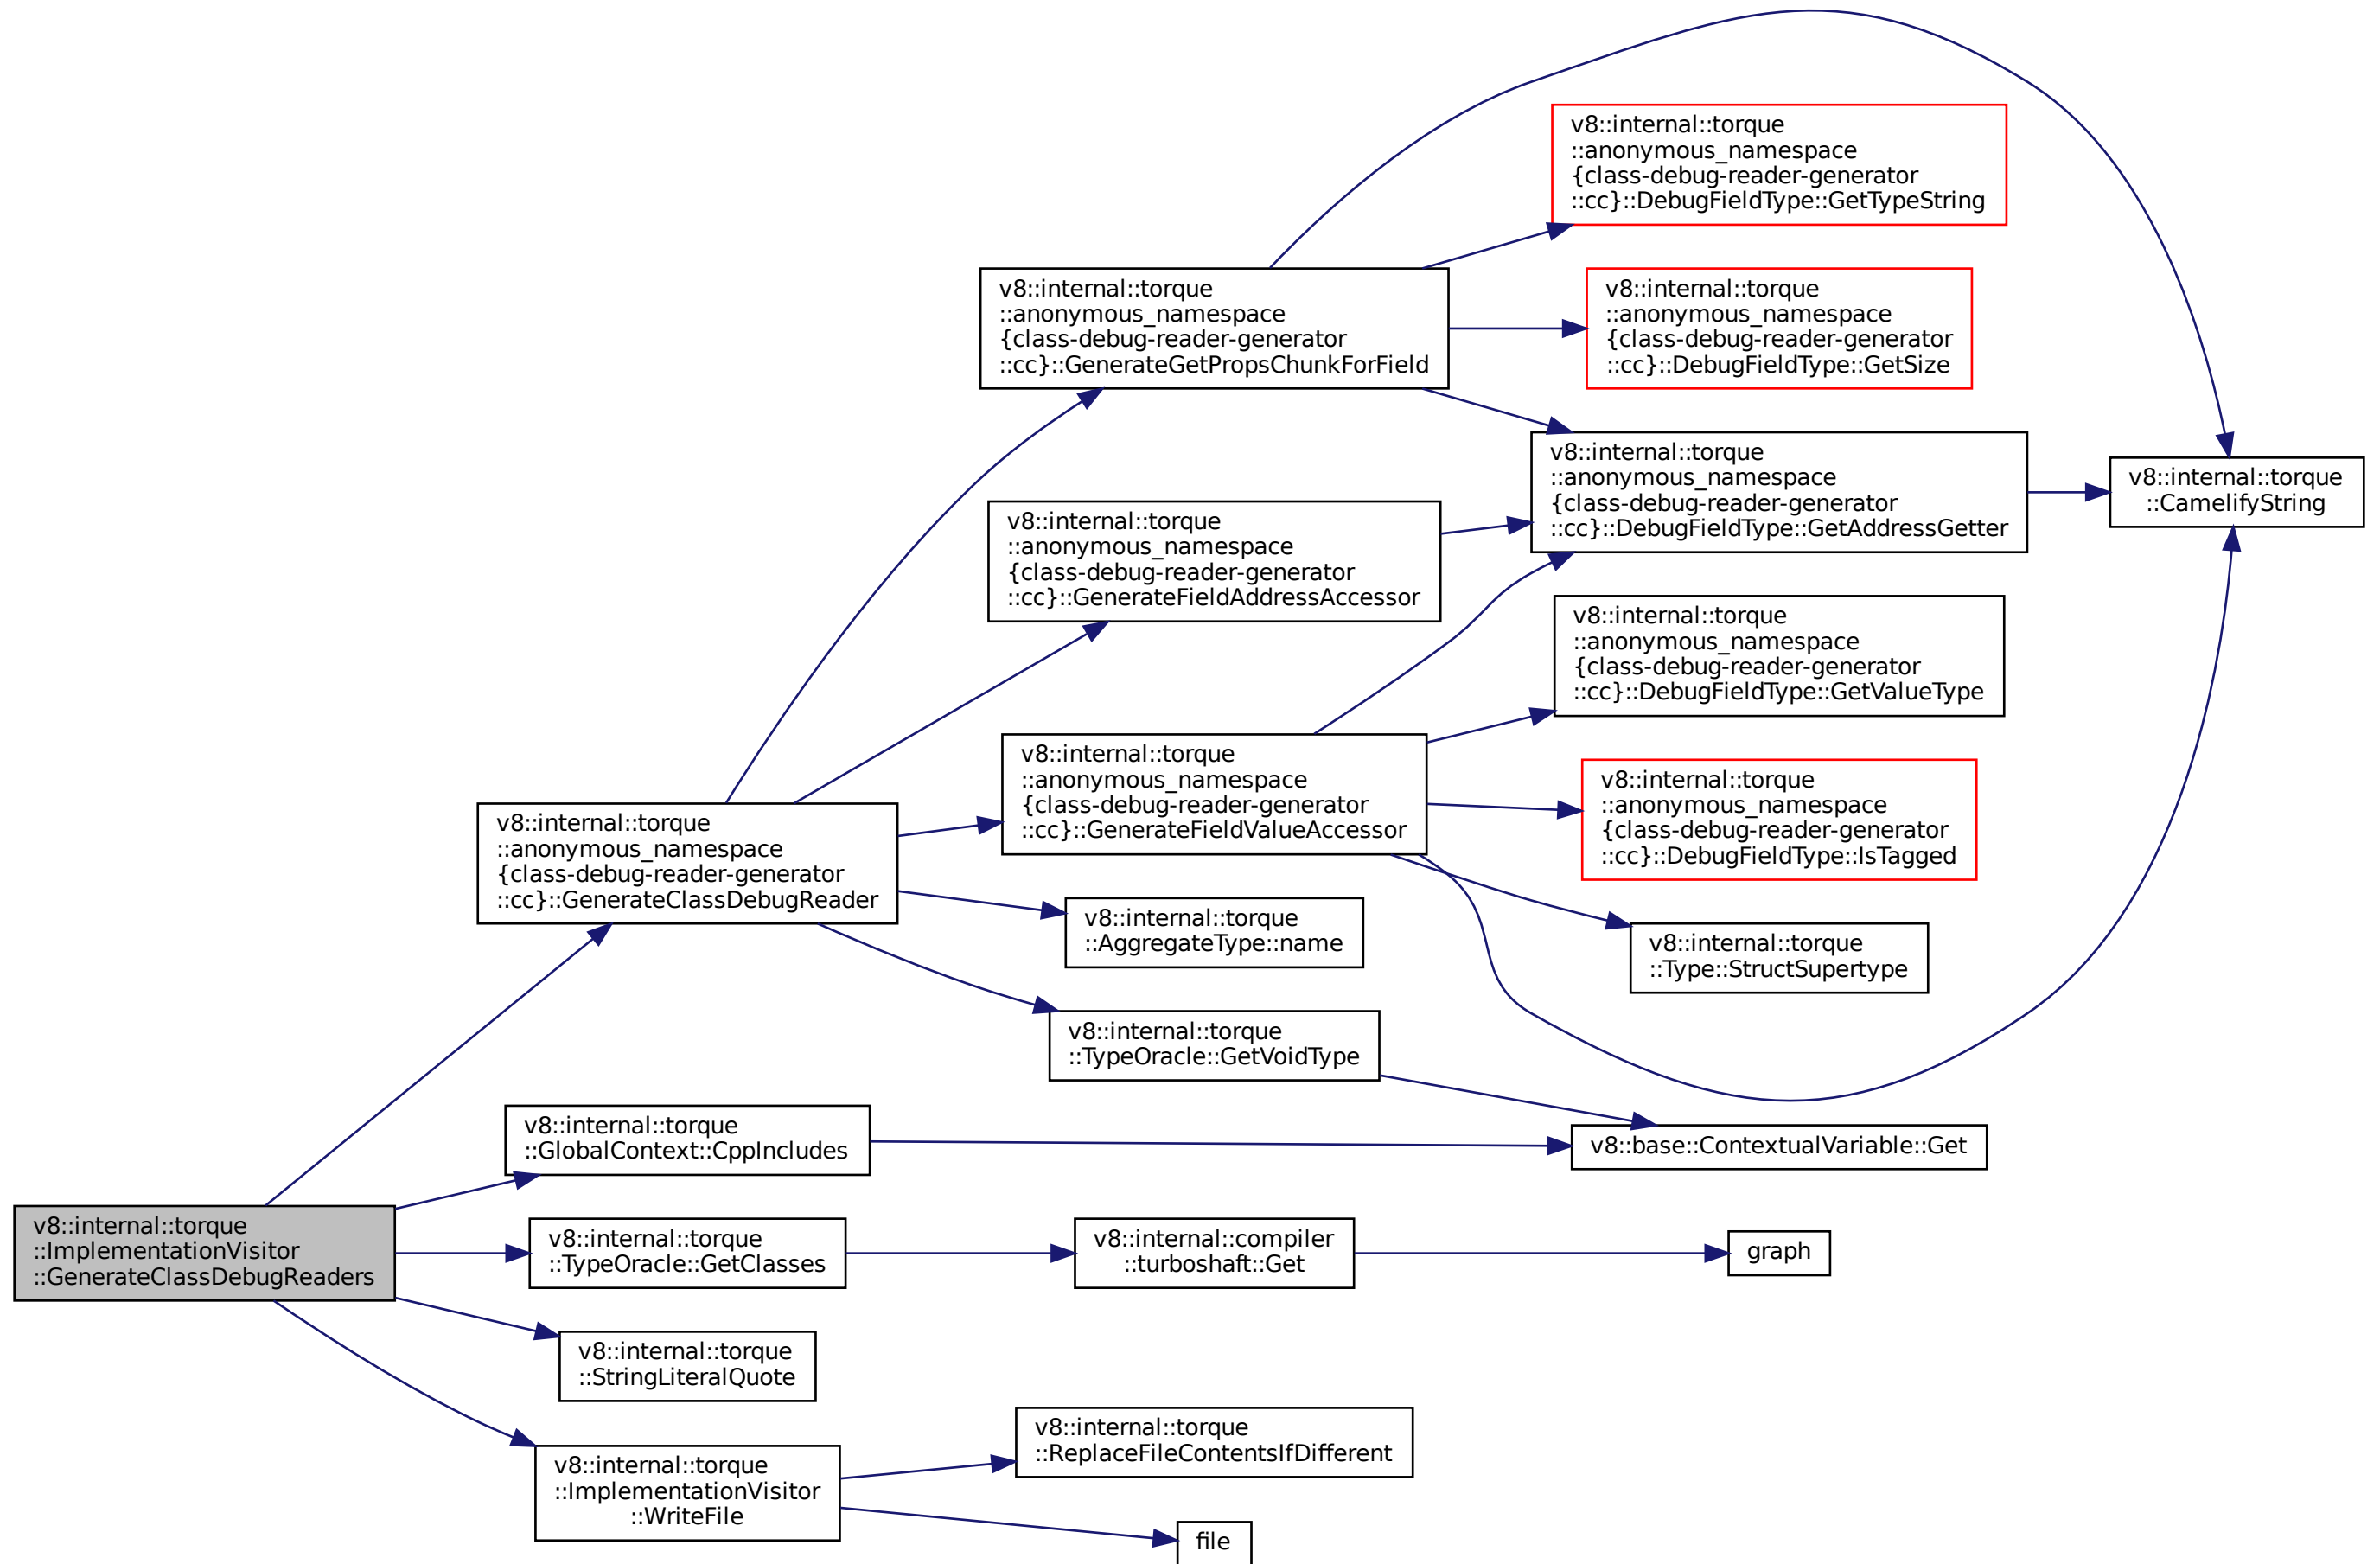 v8::internal::torque
::ImplementationVisitor
::GenerateClassDebugReaders
v8::internal::torque
::anonymous_namespace
{class-debug-reader-generator
::cc}::GenerateClassDebugReader
v8::internal::torque
::GlobalContext::CppIncludes
v8::internal::torque
::TypeOracle::GetClasses
v8::internal::torque
::StringLiteralQuote
v8::internal::torque
::ImplementationVisitor
::WriteFile
v8::internal::torque
::anonymous_namespace
{class-debug-reader-generator
::cc}::GenerateGetPropsChunkForField
v8::internal::torque
::anonymous_namespace
{class-debug-reader-generator
::cc}::GenerateFieldAddressAccessor
v8::internal::torque
::anonymous_namespace
{class-debug-reader-generator
::cc}::GenerateFieldValueAccessor
v8::internal::torque
::AggregateType::name
v8::internal::torque
::TypeOracle::GetVoidType
v8::internal::compiler
::turboshaft::Get
v8::internal::torque
::ReplaceFileContentsIfDifferent
file
v8::internal::torque
::anonymous_namespace
{class-debug-reader-generator
::cc}::DebugFieldType::GetTypeString
v8::internal::torque
::anonymous_namespace
{class-debug-reader-generator
::cc}::DebugFieldType::GetSize
v8::internal::torque
::anonymous_namespace
{class-debug-reader-generator
::cc}::DebugFieldType::GetAddressGetter
v8::internal::torque
::anonymous_namespace
{class-debug-reader-generator
::cc}::DebugFieldType::GetValueType
v8::internal::torque
::anonymous_namespace
{class-debug-reader-generator
::cc}::DebugFieldType::IsTagged
v8::internal::torque
::Type::StructSupertype
v8::base::ContextualVariable::Get
graph
v8::internal::torque
::CamelifyString